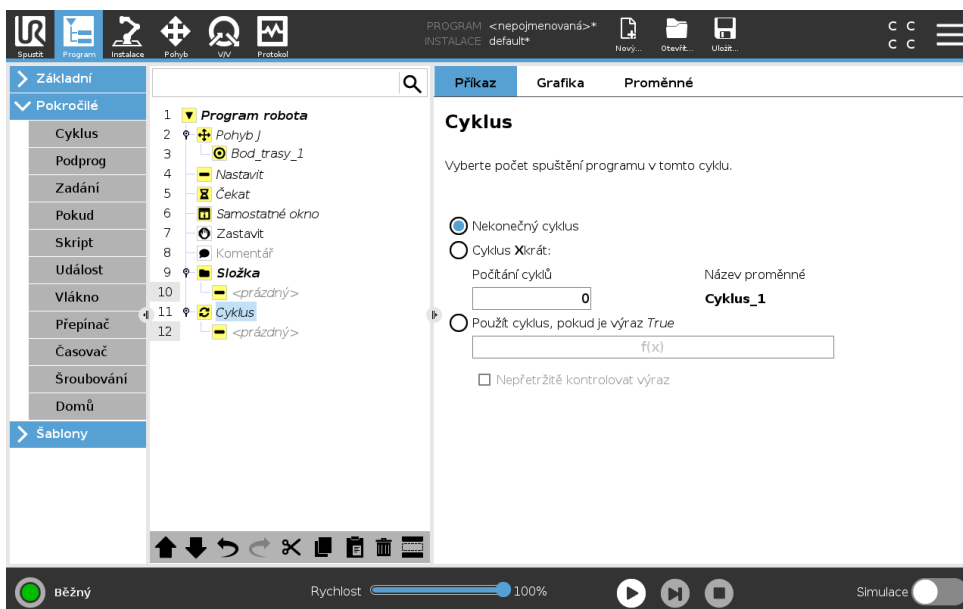 PROGRAM <nepojmenovaná>*
INSTALACE default*
Spustit Program Instalace Pohyb V/V Protokol Nový... Otevřít... Uložit...
C C
C C
Základní
Pokročilé
Cyklus
Podprog
Zadání
Pokud
Skript
Událost
Vlákno
Přepínač
Časovač
Šroubování
Domů
Šablony
1 Program robota
2 Pohyb J
3 Bod_trasy_1
4 Nastavit
5 Čekat
6 Samostatné okno
7 Zastavit
8 Komentář
9 Složka
10 <prázdný>
11 Cyklus
12 <prázdný>
Příkaz Grafika Proměnné
Cyklus
Vyberte počet spuštění programu v tomto cyklu.
Nekonečný cyklus
Cyklus Xkrát:
Počítání cyklů Název proměnné
0 Cyklus_1
Použít cyklus, pokud je výraz True
f(x)
Nepřetržitě kontrolovat výraz
Běžný Rychlost 100% Simulace